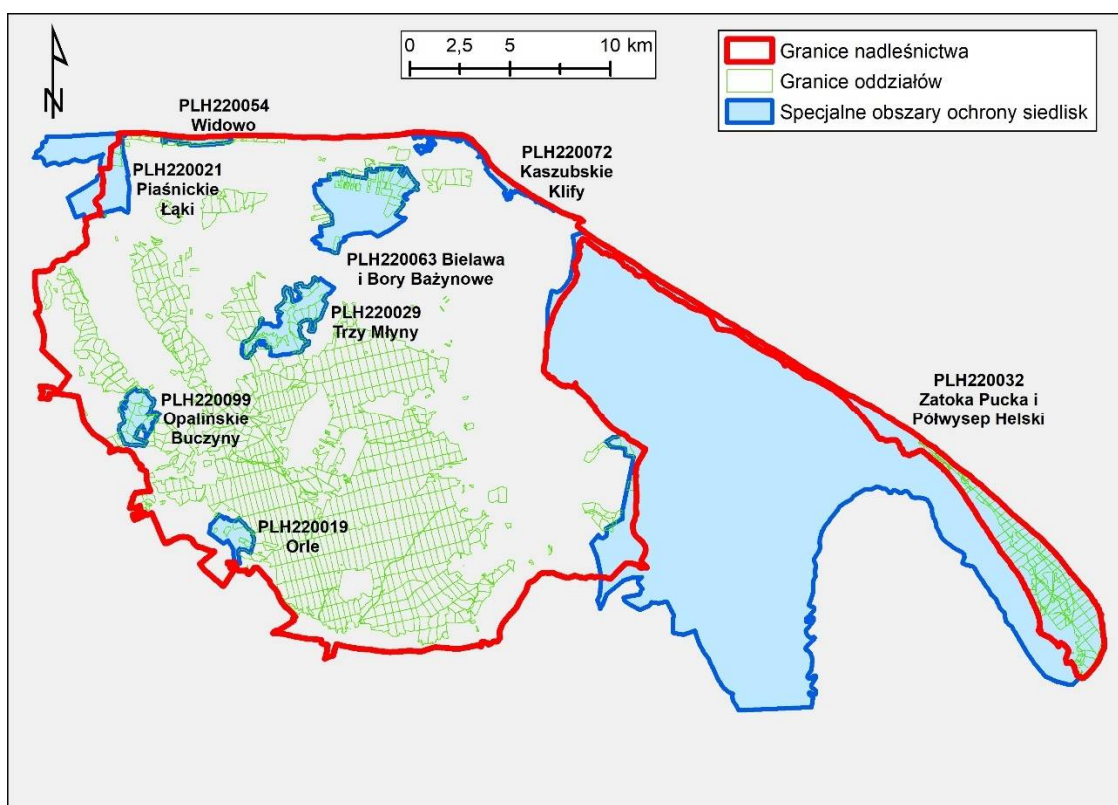 N
0 2,5 5 10 km
Granice nadleśnictwa
Granice oddziałów
Specjalne obszary ochrony siedlisk
PLH220054
Widowo
PLH220021
Piaśnickie
Łąki
PLH220072
Kaszubskie
Klify
PLH220063 Bielawa
i Bory Bażynowe
PLH220029
Trzy Młyny
PLH220032
Zatoka Pucka i
Półwysep Helski
PLH220099
Opalińskie
Buczyny
PLH220019
Orle